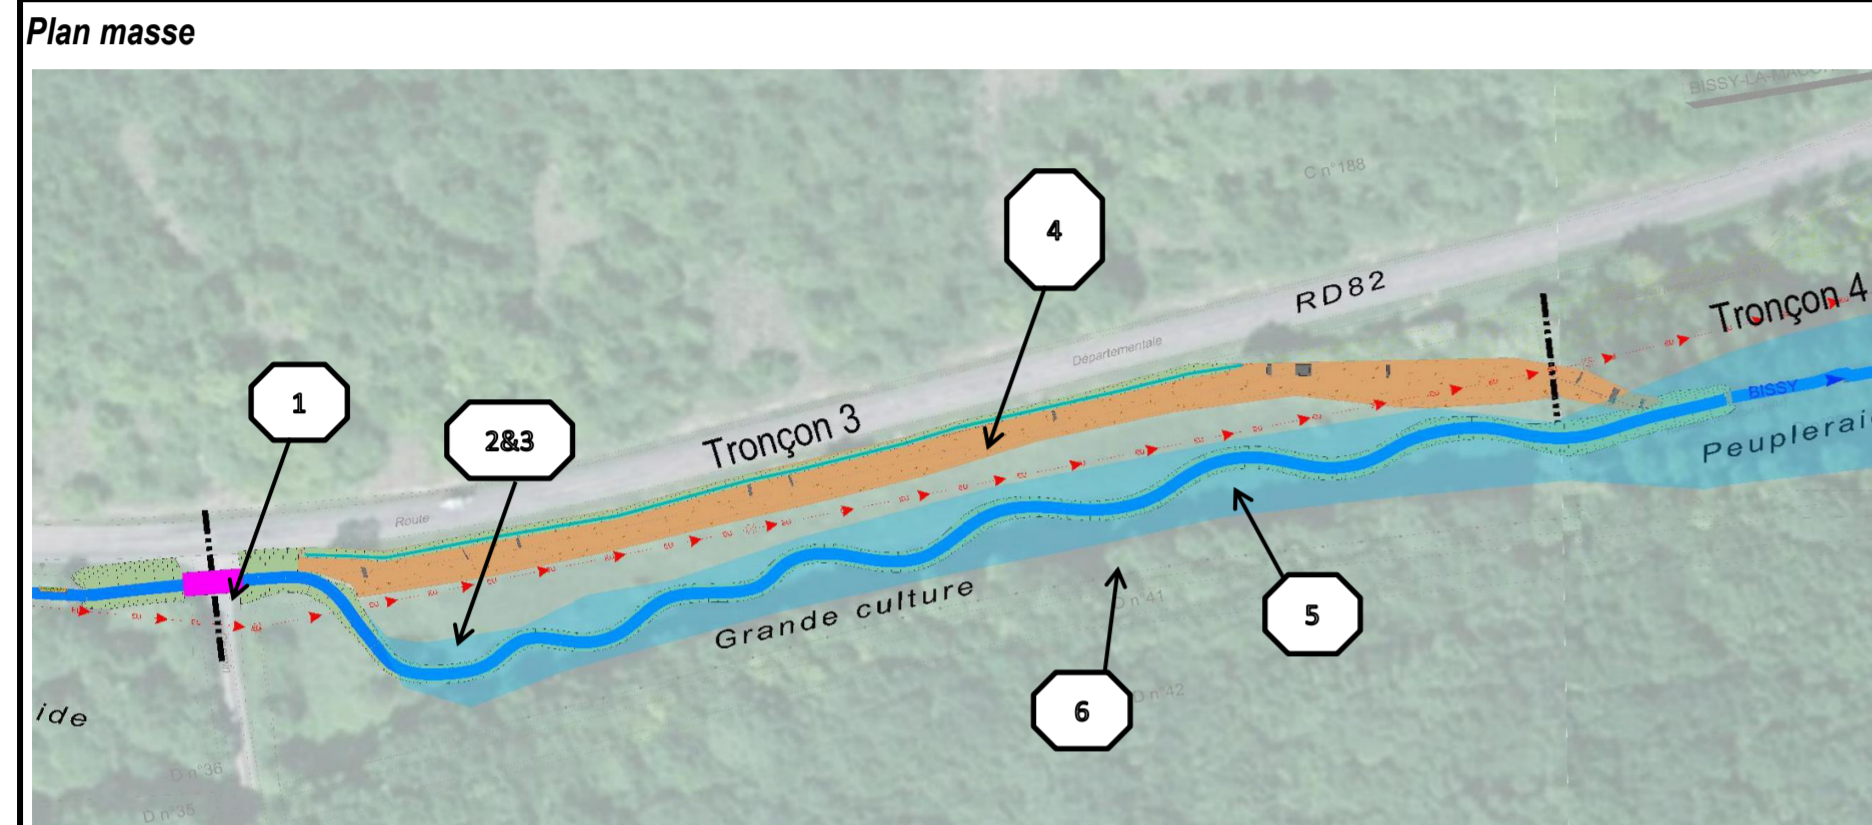 Plan masse
BISSY-LA-MACO
C n°188
4
RD82
Tronçon 4
Départementale
1
2&3
Tronçon 3
BISSY
Peuplerai
Route
Grande culture
D n°41
5
6
D n°42
ide
D n°36
D n°35